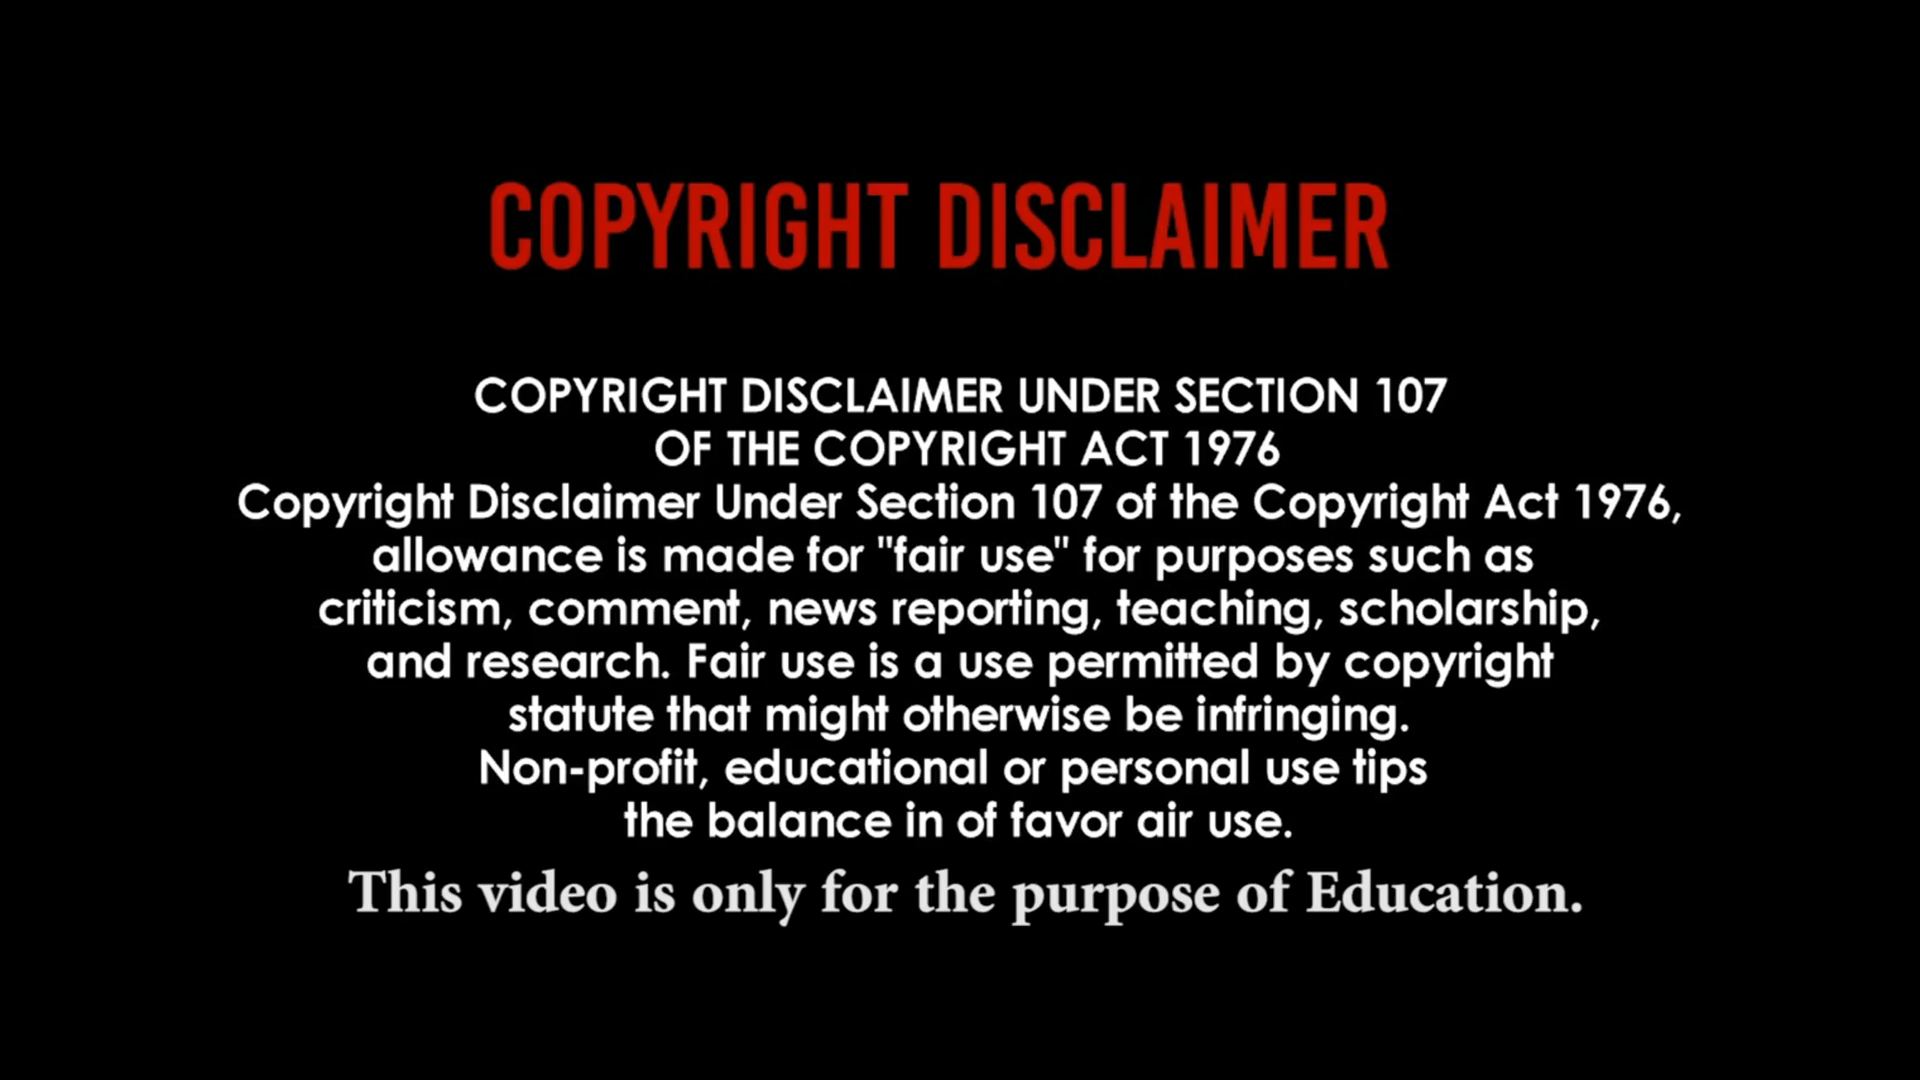 COPYRIGHT DISCLAIMER
COPYRIGHT DISCLAIMER UNDER SECTION 107
OF THE COPYRIGHT ACT 1976
Copyright Disclaimer Under Section 107 of the Copyright Act 1976,
allowance is made for "fair use" for purposes such as
criticism, comment, news reporting, teaching, scholarship,
and research. Fair use is a use permitted by copyright
statute that might otherwise be infringing.
Non-profit, educational or personal use tips
the balance in of favor air use.
This video is only for the purpose of Education.